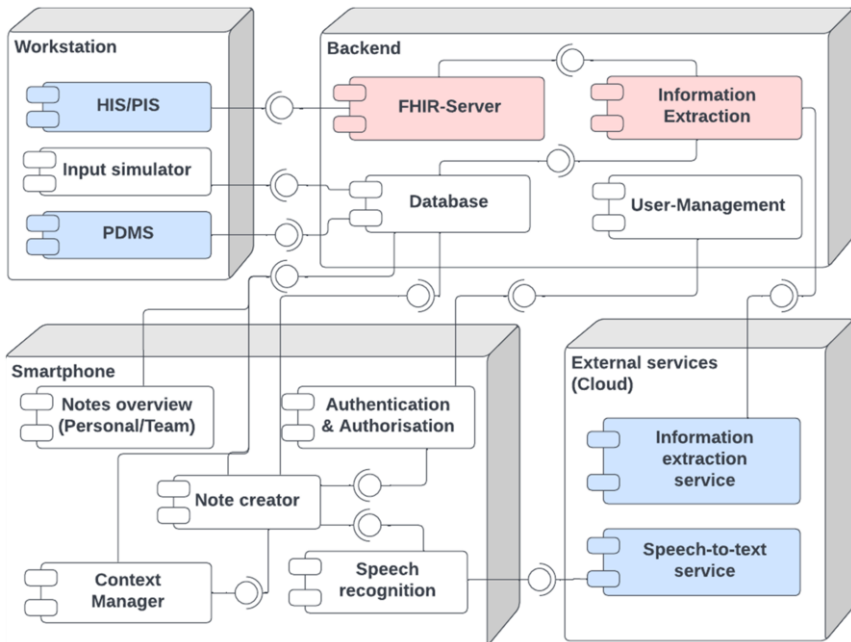 Workstation
HIS/PIS
Input simulator
PDMS
Backend
FHIR-Server
Information
Extraction
Database
User-Management
Smartphone
Notes overview
(Personal/Team)
Authentication
& Authorisation
Note creator
Context
Manager
Speech
recognition
External services
(Cloud)
Information
extraction
service
Speech-to-text
service